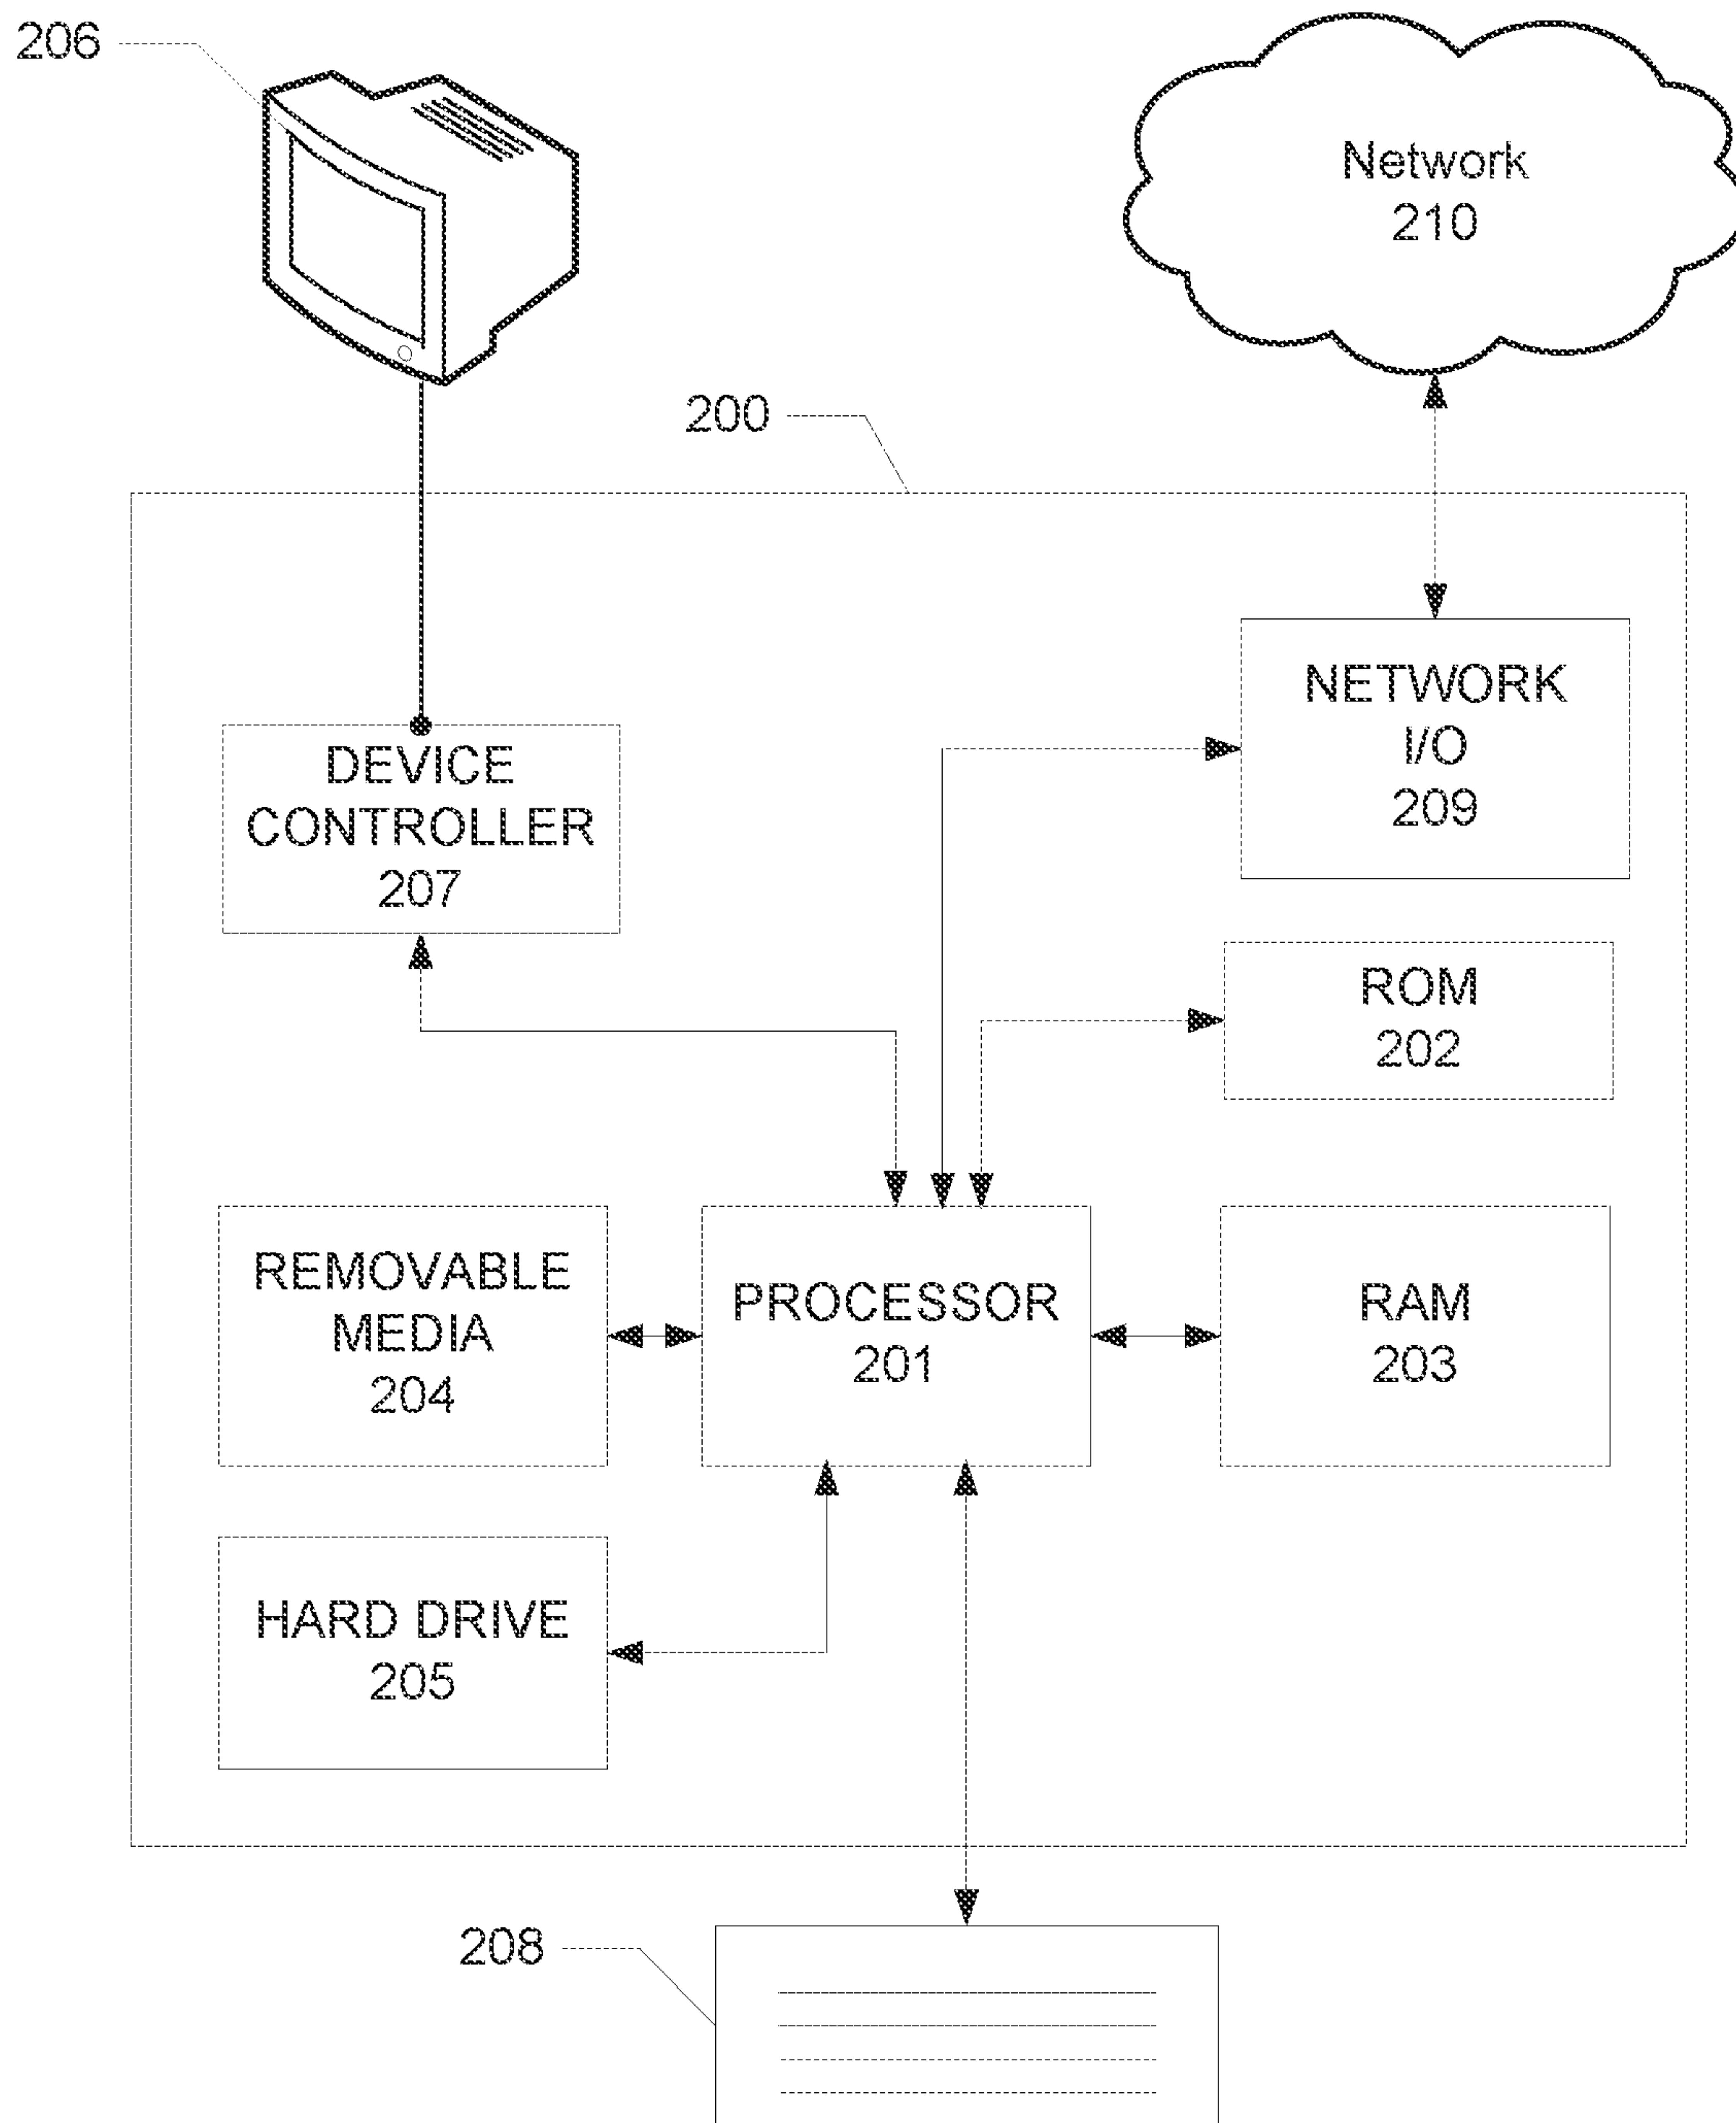 206
Network
210
200
NETWORK
I/O
209
DEVICE
CONTROLLER
207
ROM
202
REMOVABLE
MEDIA
204
PROCESSOR
201
RAM
203
HARD DRIVE
205
208